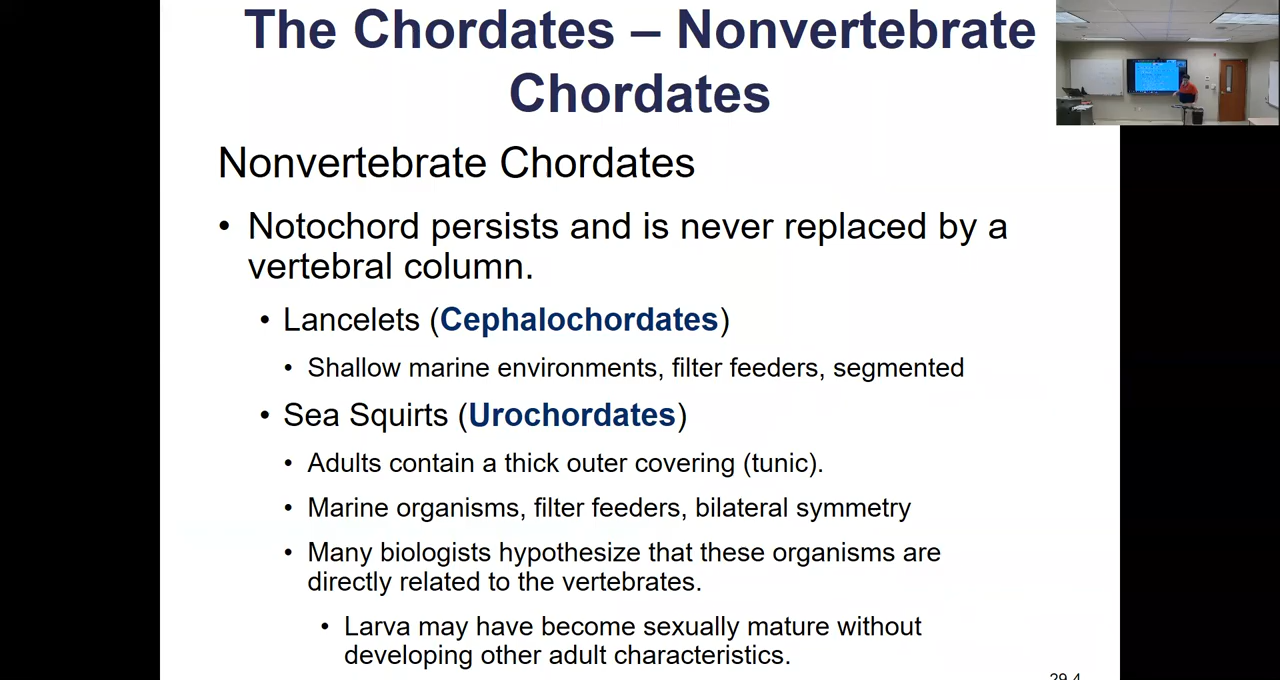 The Chordates – Nonvertebrate
Chordates
Nonvertebrate Chordates
• Notochord persists and is never replaced by a
vertebral column.
• Lancelets (Cephalochordates)
• Shallow marine environments, filter feeders, segmented
• Sea Squirts (Urochordates)
• Adults contain a thick outer covering (tunic).
• Marine organisms, filter feeders, bilateral symmetry
• Many biologists hypothesize that these organisms are
directly related to the vertebrates.
• Larva may have become sexually mature without
developing other adult characteristics.
29.4